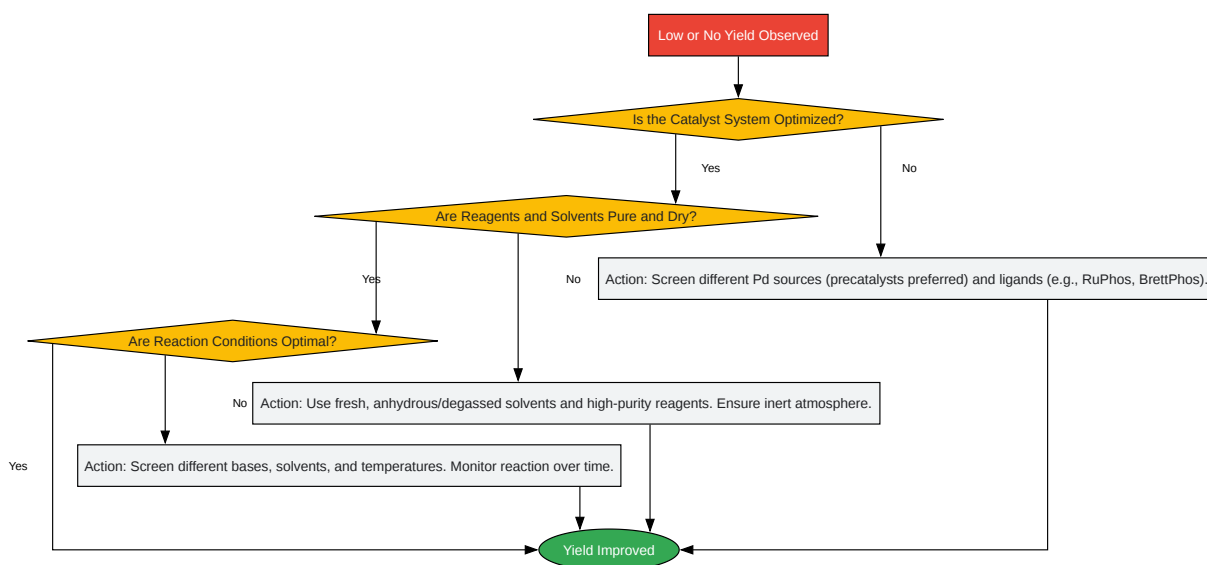 Low or No Yield Observed
Is the Catalyst System Optimized?
Yes
No
Are Reagents and Solvents Pure and Dry?
Yes
No
Action: Screen different Pd sources (precatalysts preferred) and ligands (e.g., RuPhos, BrettPhos).
Are Reaction Conditions Optimal?
No
Action: Use fresh, anhydrous/degassed solvents and high-purity reagents. Ensure inert atmosphere.
Yes
Action: Screen different bases, solvents, and temperatures. Monitor reaction over time.
Yield Improved